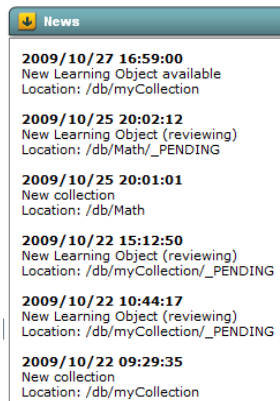 News
2009/10/27 16:59:00
New Learning Object available
Location: /db/myCollection
2009/10/25 20:02:12
New Learning Object (reviewing)
Location: /db/Math/_PENDING
2009/10/25 20:01:01
New collection
Location: /db/Math
2009/10/22 15:12:50
New Learning Object (reviewing)
Location: /db/myCollection/_PENDING
2009/10/22 10:44:17
New Learning Object (reviewing)
Location: /db/myCollection/_PENDING
2009/10/22 09:29:35
New collection
Location: /db/myCollection